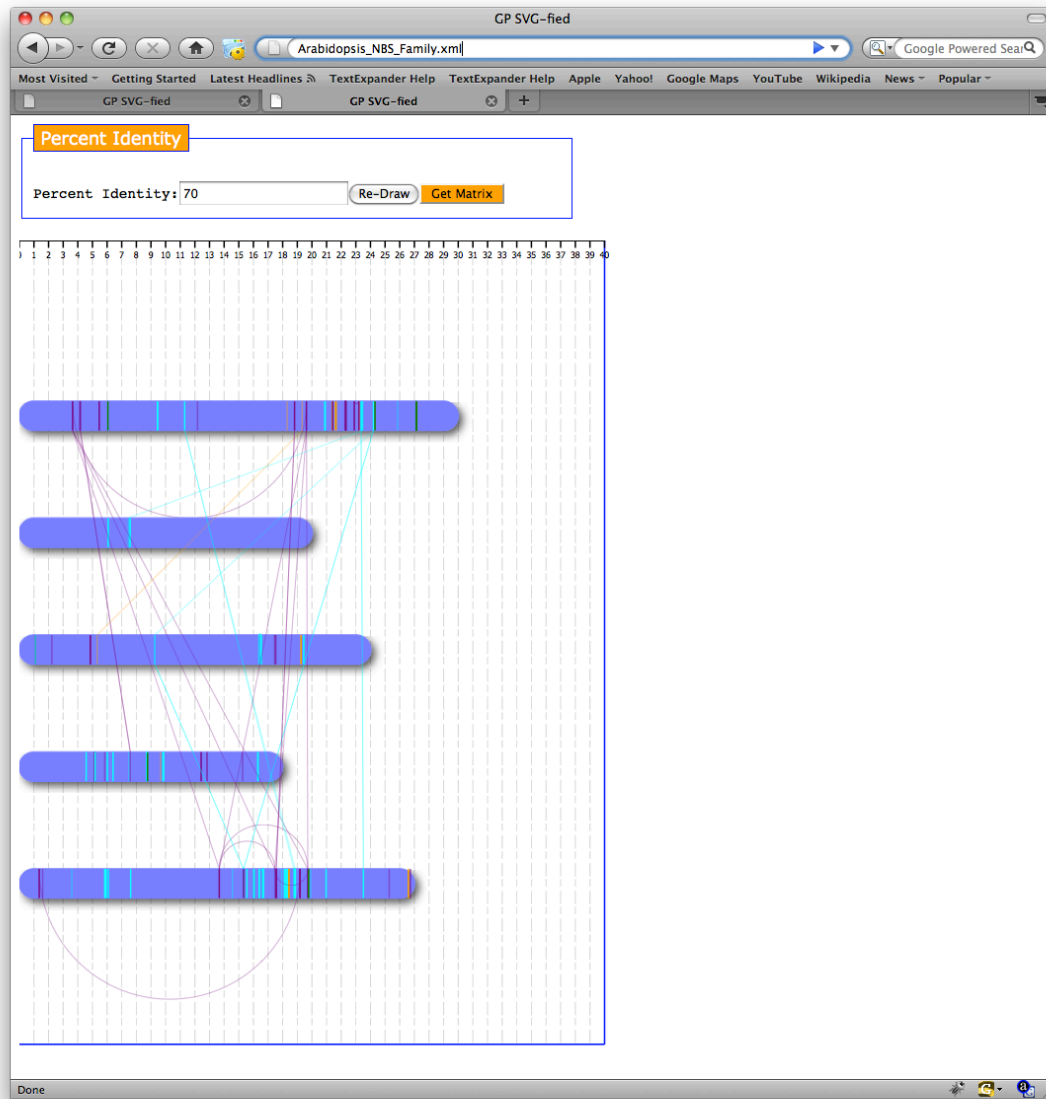 GP SVG-fied
Arabidopsis_NBS_Family.xml Google Powered Sear
Most Visited Getting Started Latest Headlines TextExpander Help TextExpander Help Apple Yahoo! Google Maps YouTube Wikipedia News Popular
GP SVG-fied GP SVG-fied +
Percent Identity
Percent Identity: 70 Re-Draw Get Matrix
1 2 3 4 5 6 7 8 9 10 11 12 13 14 15 16 17 18 19 20 21 22 23 24 25 26 27 28 29 30 31 32 33 34 35 36 37 38 39 40
Done